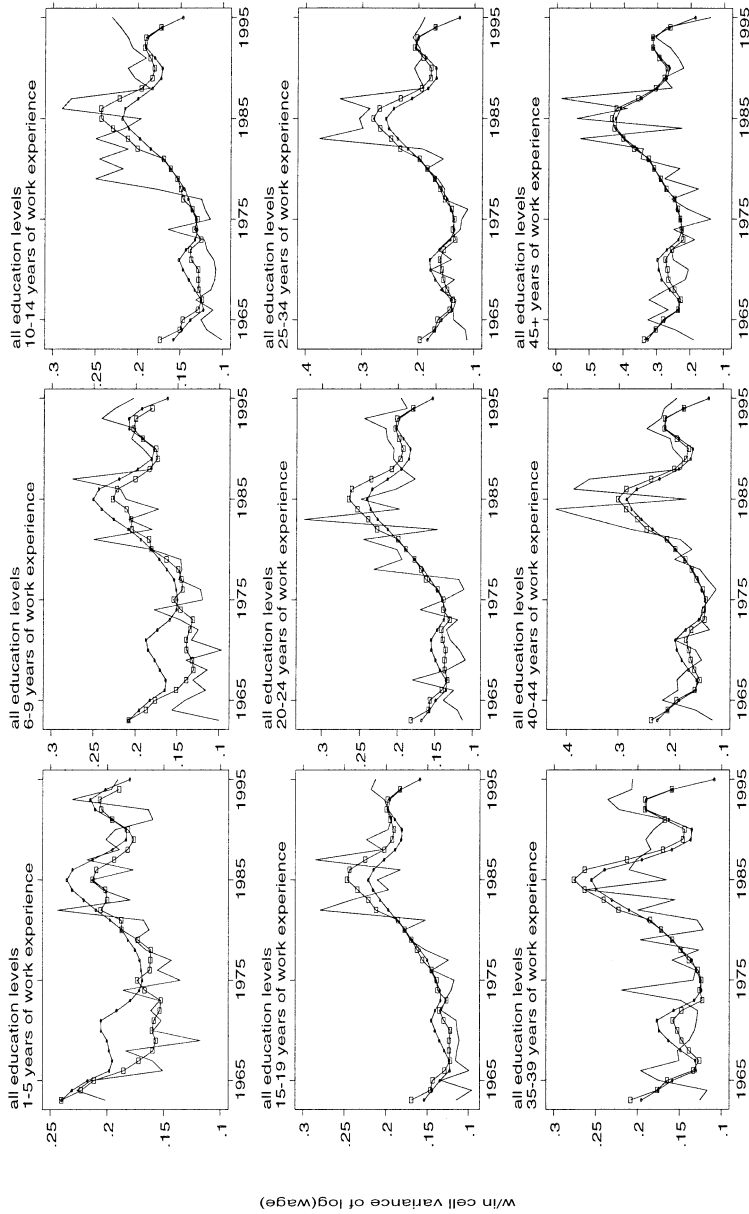 w/in cell variance of log(wage)
all education levels
1-5 years of work experience
.25
.2
.15
.1
1965 1975 1985 1995
all education levels
6-9 years of work experience
.3
.25
.2
.15
.1
1965 1975 1985 1995
all education levels
10-14 years of work experience
.3
.25
.2
.15
.1
1965 1975 1985 1995
all education levels
15-19 years of work experience
.3
.25
.2
.15
.1
1965 1975 1985 1995
all education levels
20-24 years of work experience
.3
.2
.1
1965 1975 1985 1995
all education levels
25-34 years of work experience
.4
.3
.2
.1
1965 1975 1985 1995
all education levels
35-39 years of work experience
.25
.2
.15
.1
1965 1975 1985 1995
all education levels
40-44 years of work experience
.4
.3
.2
.1
1965 1975 1985 1995
all education levels
45+ years of work experience
.6
.5
.4
.3
.2
.1
1965 1975 1985 1995